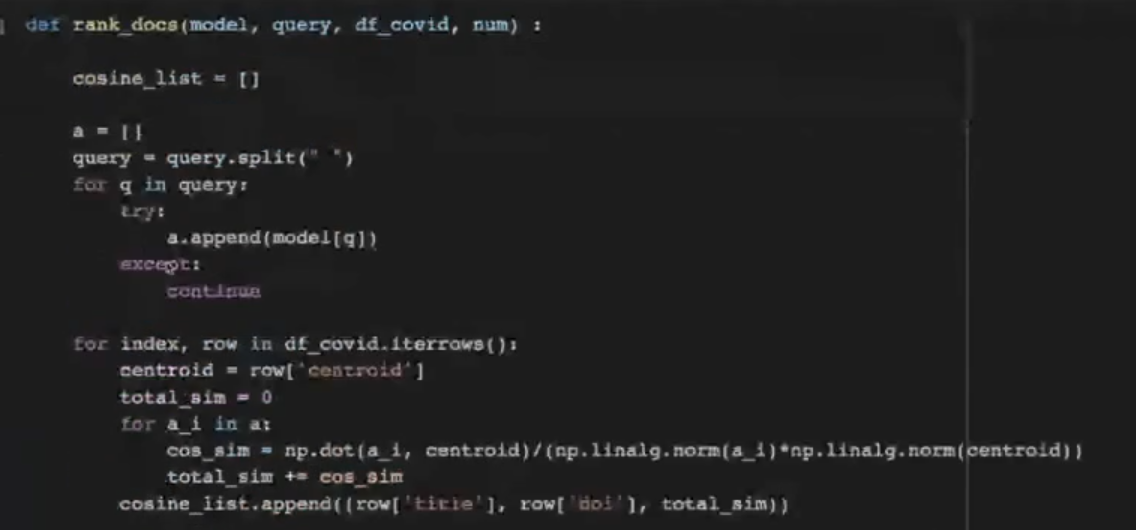 def rank_docs(model, query, df_covid, num) :
cosine_list = []
a = []
query = query.split(" ")
for q in query:
try:
a.append(model[q])
except:
continue
for index, row in df_covid.iterrows():
centroid = row['centroid']
total_sim = 0
for a_i in a:
cos_sim = np.dot(a_i, centroid)/(np.linalg.norm(a_i)*np.linalg.norm(centroid))
total_sim += cos_sim
cosine_list.append((row['title'], row['doi'], total_sim))